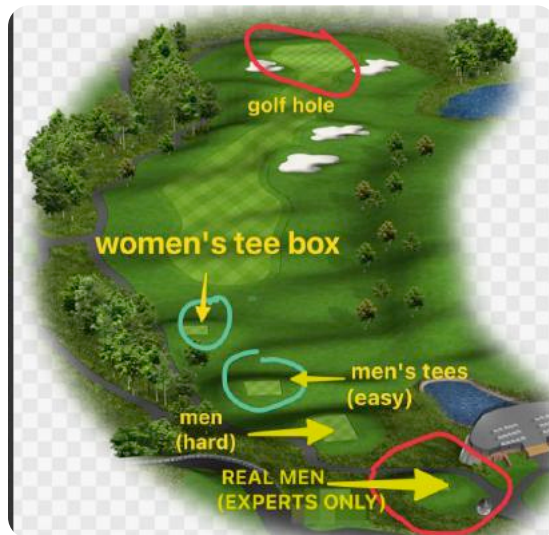 golf hole
women's tee box
men's tees
(easy)
men
(hard)
REAL MEN
(EXPERTS ONLY)